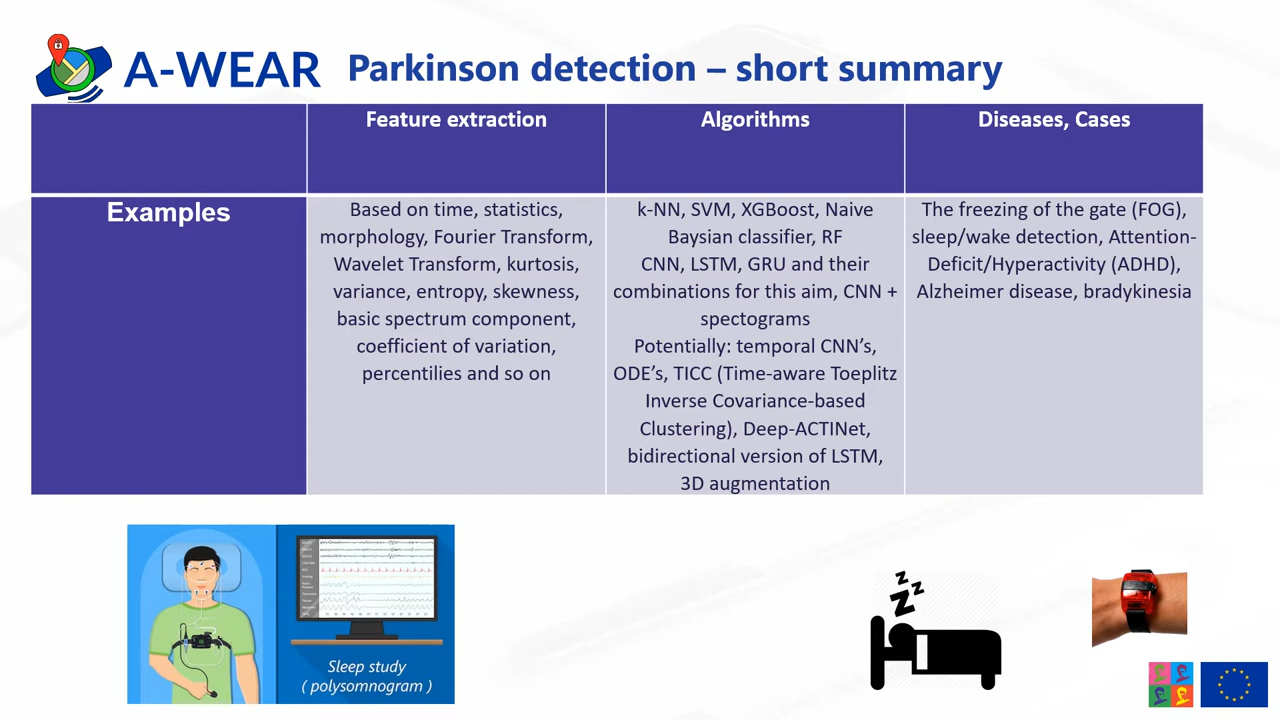 A-WEAR
Parkinson detection – short summary
Feature extraction
Algorithms
Diseases, Cases
Examples
Based on time, statistics,
morphology, Fourier Transform,
Wavelet Transform, kurtosis,
variance, entropy, skewness,
basic spectrum component,
coefficient of variation,
percentilies and so on
k-NN, SVM, XGBoost, Naive
Baysian classifier, RF
CNN, LSTM, GRU and their
combinations for this aim, CNN +
spectograms
Potentially: temporal CNN's,
ODE's, TICC (Time-aware Toeplitz
Inverse Covariance-based
Clustering), Deep-ACTINet,
bidirectional version of LSTM,
3D augmentation
The freezing of the gate (FOG),
sleep/wake detection, Attention-
Deficit/Hyperactivity (ADHD),
Alzheimer disease, bradykinesia
Sleep study
( polysomnogram )
z
z z